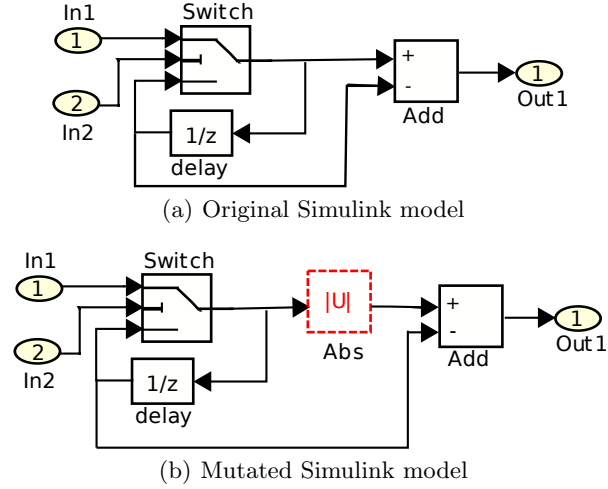 In1
Switch
1
2
In2
1/z
delay
+
-
Add
1
Out1
(a) Original Simulink model
In1
Switch
1
2
In2
1/z
delay
|U|
Abs
+
-
Add
1
Out1
(b) Mutated Simulink model